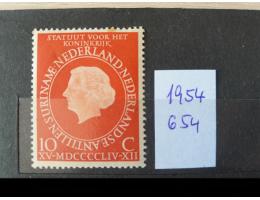 STATUUT VOOR HET
KONINKRIJK
NEDERLAND·NEDERLANDSE ANTILLEN·SURINAME
10 C
XV-MDCCCCLIV-XII
1954
654